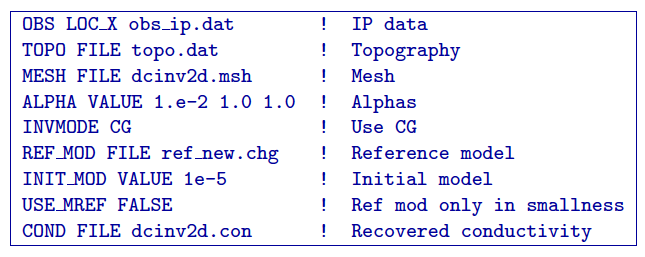 OBS LOC_X obs_ip.dat ! IP data
TOPO FILE topo.dat ! Topography
MESH FILE dcinv2d.msh ! Mesh
ALPHA VALUE 1.e-2 1.0 1.0 ! Alphas
INVMODE CG ! Use CG
REF_MOD FILE ref_new.chg ! Reference model
INIT_MOD VALUE 1e-5 ! Initial model
USE_MREF FALSE ! Ref mod only in smallness
COND FILE dcinv2d.con ! Recovered conductivity